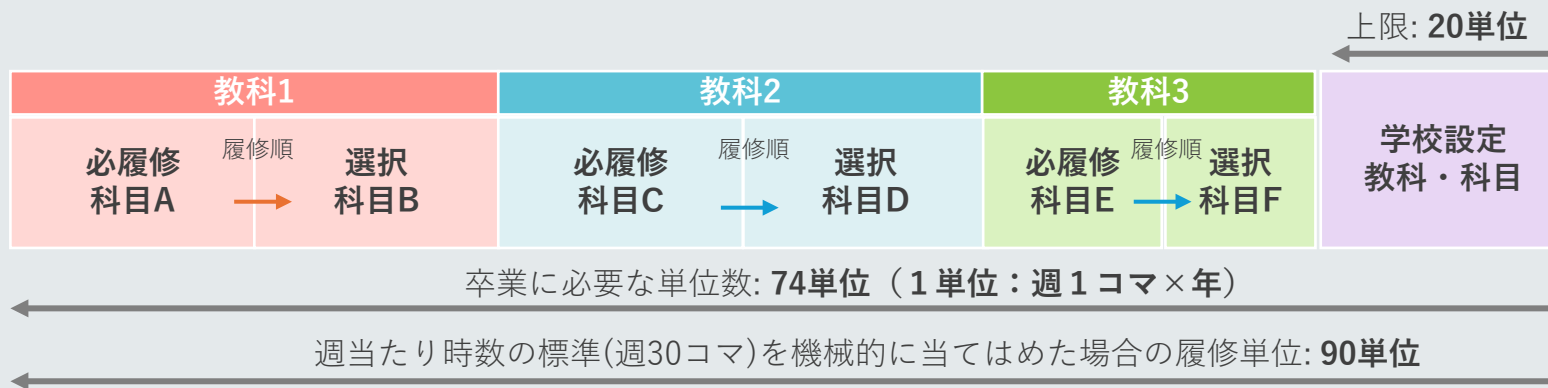 上限: 20単位
教科1
教科2
教科3
必履修
科目A
履修順
選択
科目B
必履修
科目C
履修順
選択
科目D
必履修
科目E
履修順
選択
科目F
学校設定
教科・科目
卒業に必要な単位数: 74単位（１単位：週１コマ×年）
週当たり時数の標準(週30コマ)を機械的に当てはめた場合の履修単位: 90単位